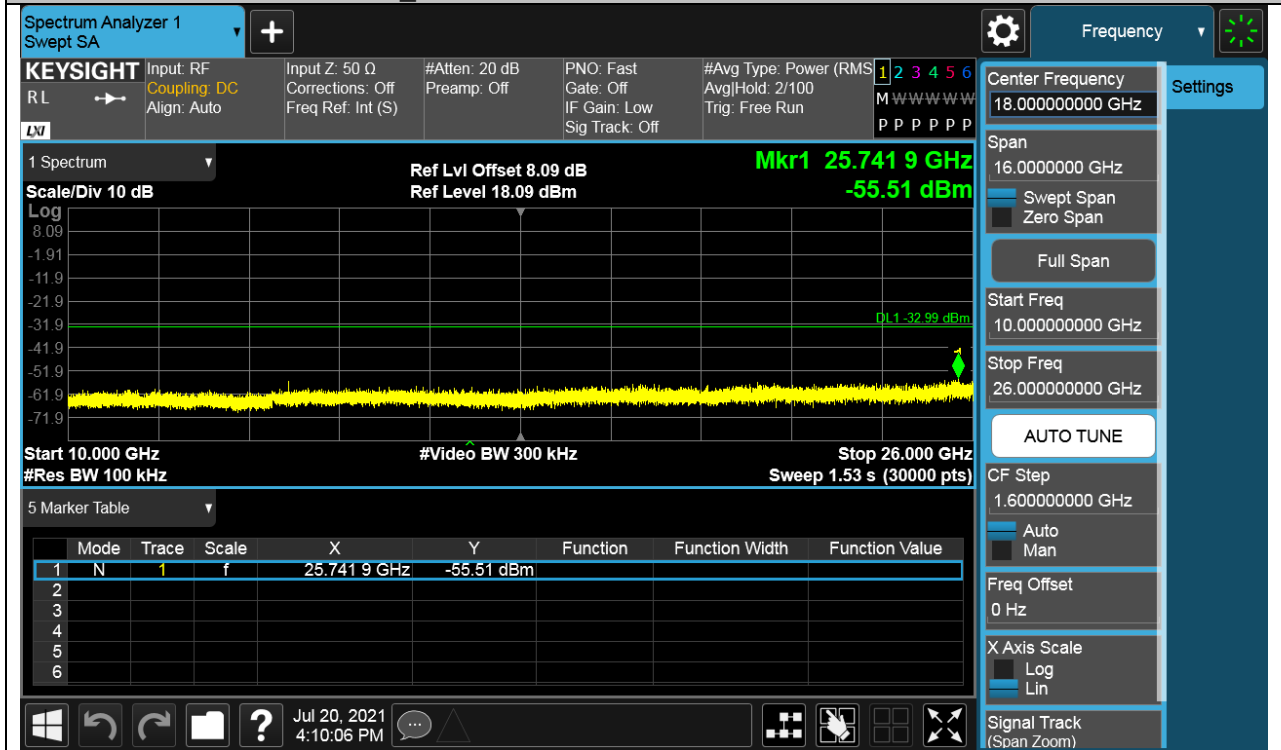 Spectrum Analyzer 1
Swept SA
Frequency
KEYSIGHT
RL
LXI
Input: RF
Coupling: DC
Align: Auto
Input Z: 50 Ω
Corrections: Off
Freq Ref: Int (S)
#Atten: 20 dB
Preamp: Off
PNO: Fast
Gate: Off
IF Gain: Low
Sig Track: Off
#Avg Type: Power (RMS
Avg|Hold: 2/100
Trig: Free Run
1 2 3 4 5 6
M W W W W W
P P P P P P
1 Spectrum
Scale/Div 10 dB
Ref Lvl Offset 8.09 dB
Ref Level 18.09 dBm
Mkr1 25.741 9 GHz
-55.51 dBm
Log
8.09
-1.91
-11.9
-21.9
-31.9
-41.9
-51.9
-61.9
-71.9
DL1 -32.99 dBm
1
Start 10.000 GHz
#Video BW 300 kHz
Stop 26.000 GHz
#Res BW 100 kHz
Sweep 1.53 s (30000 pts)
5 Marker Table
Mode Trace Scale X Y Function Function Width Function Value
1 N 1 f 25.741 9 GHz -55.51 dBm
2
3
4
5
6
Jul 20, 2021
4:10:06 PM
Center Frequency
18.000000000 GHz
Settings
Span
16.0000000 GHz
Swept Span
Zero Span
Full Span
Start Freq
10.000000000 GHz
Stop Freq
26.000000000 GHz
AUTO TUNE
CF Step
1.600000000 GHz
Auto
Man
Freq Offset
0 Hz
X Axis Scale
Log
Lin
Signal Track
(Span Zoom)